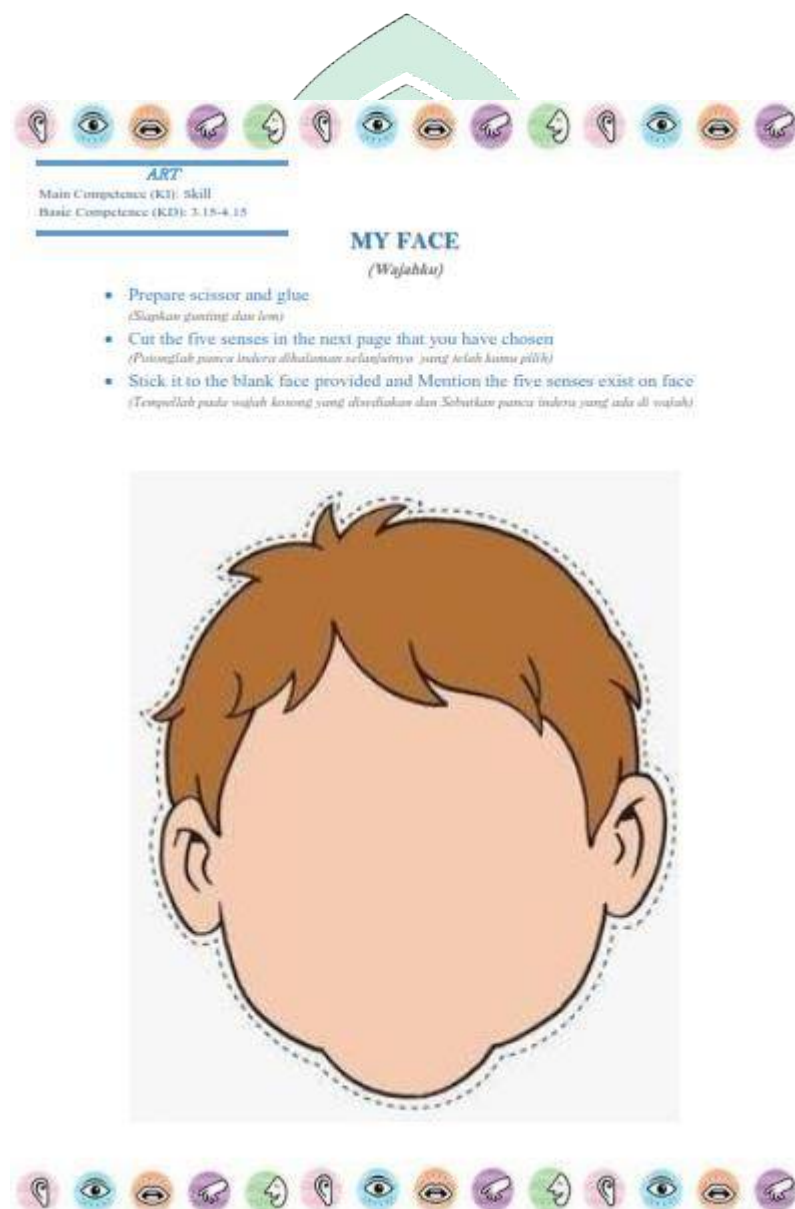 ART
Main Competence (KI): Skill
Basic Competence (KD): 3.15-4.15
MY FACE
(Wajahku)
Prepare scissor and glue
(Siapkan gunting dan lem)
Cut the five senses in the next page that you have chosen
(Potonglah panca indera dihalaman selanjutnya yang telah kamu pilih)
Stick it to the blank face provided and Mention the five senses exist on face
(Tempellah pada wajah kosong yang disediakan dan Sebutkan panca indera yang ada di wajah)